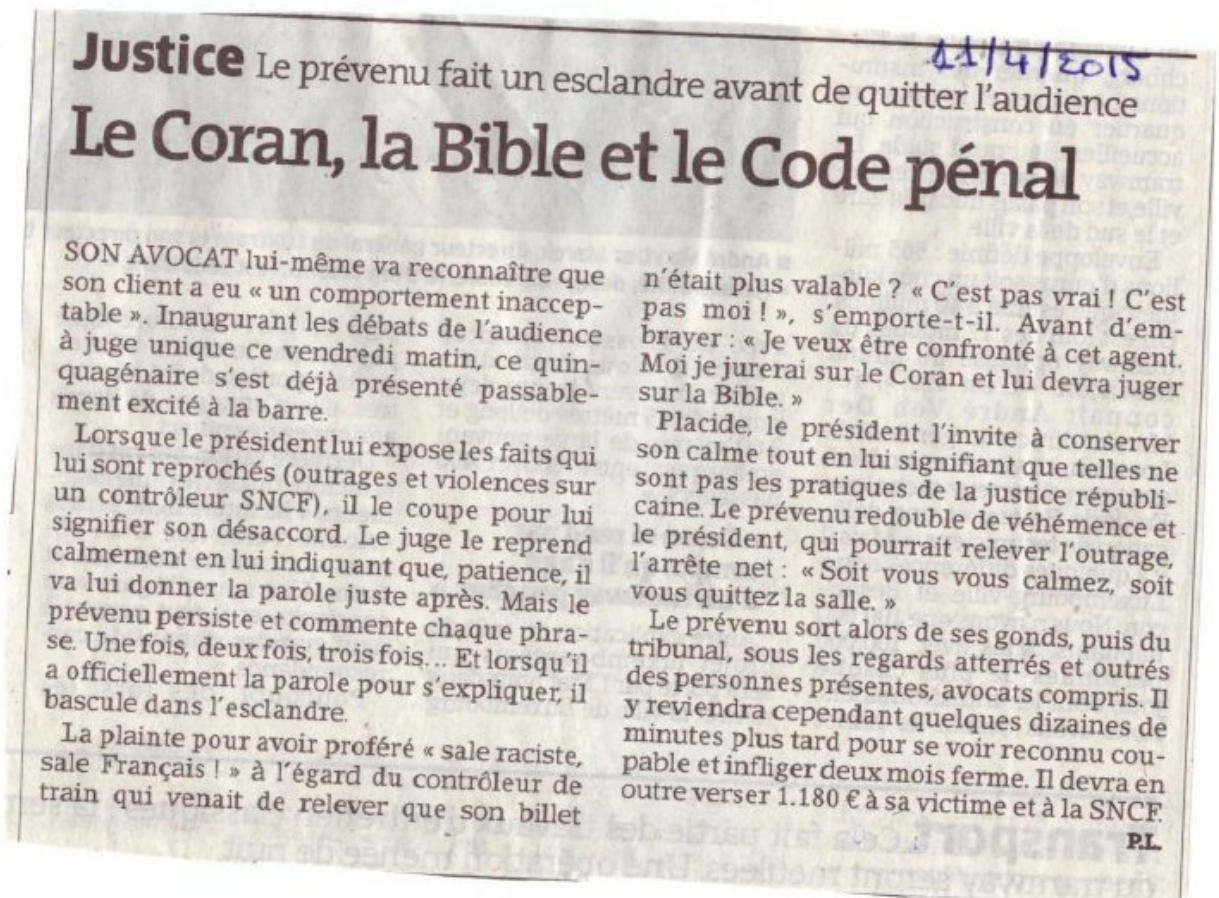 11/4/2015
Justice Le prévenu fait un esclandre avant de quitter l'audience
Le Coran, la Bible et le Code pénal
SON AVOCAT lui-même va reconnaître que
son client a eu « un comportement inaccep-
table ». Inaugurant les débats de l'audience
à juge unique ce vendredi matin, ce quin-
quagénaire s'est déjà présenté passable-
ment excité à la barre.
Lorsque le président lui expose les faits qui
lui sont reprochés (outrages et violences sur
un contrôleur SNCF), il le coupe pour lui
signifier son désaccord. Le juge le reprend
calmement en lui indiquant que, patience, il
va lui donner la parole juste après. Mais le
prévenu persiste et commente chaque phra-
se. Une fois, deux fois, trois fois... Et lorsqu'il
a officiellement la parole pour s'expliquer, il
bascule dans l'esclandre.
La plainte pour avoir proféré « sale raciste,
sale Français ! » à l'égard du contrôleur de
train qui venait de relever que son billet
n'était plus valable ? « C'est pas vrai ! C'est
pas moi ! », s'emporte-t-il. Avant d'em-
brayer : « Je veux être confronté à cet agent.
Moi je jurerai sur le Coran et lui devra juger
sur la Bible. »
Placide, le président l'invite à conserver
son calme tout en lui signifiant que telles ne
sont pas les pratiques de la justice républi-
caine. Le prévenu redouble de véhémence et
le président, qui pourrait relever l'outrage,
l'arrête net : « Soit vous vous calmez, soit
vous quittez la salle. »
Le prévenu sort alors de ses gonds, puis du
tribunal, sous les regards atterrés et outrés
des personnes présentes, avocats compris. Il
y reviendra cependant quelques dizaines de
minutes plus tard pour se voir reconnu cou-
pable et infliger deux mois ferme. Il devra en
outre verser 1.180 € à sa victime et à la SNCF.
P.L.